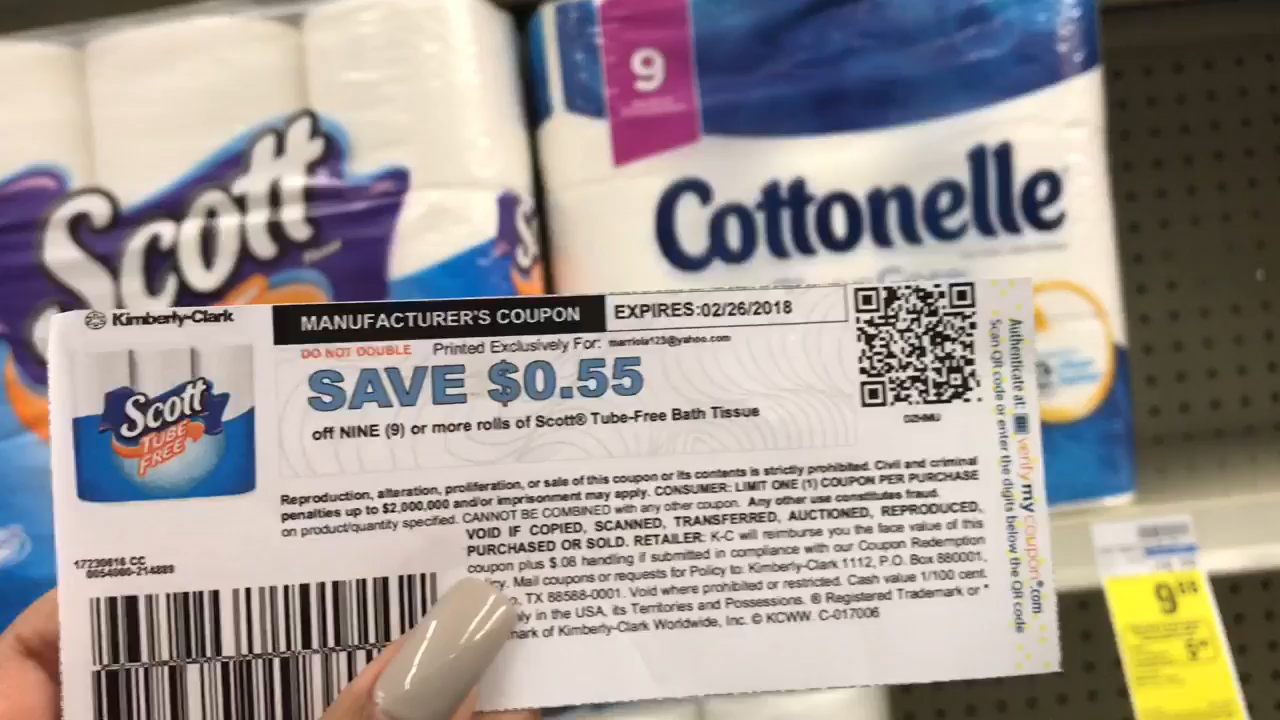 Scott
9
Cottonelle
Kimberly-Clark
MANUFACTURER'S COUPON
EXPIRES:02/26/2018
DO NOT DOUBLE
Printed Exclusively For: marriola123@yahoo.com
SAVE $0.55
off NINE (9) or more rolls of Scott® Tube-Free Bath Tissue
Scott
TUBE
FREE
Reproduction, alteration, proliferation, or sale of this coupon or its contents is strictly prohibited. Civil and criminal
penalties up to $2,000,000 and/or imprisonment may apply. CONSUMER: LIMIT ONE (1) COUPON PER PURCHASE
on product/quantity specified. CANNOT BE COMBINED with any other coupon. Any other use constitutes fraud.
VOID IF COPIED, SCANNED, TRANSFERRED, AUCTIONED, REPRODUCED,
PURCHASED OR SOLD. RETAILER: K-C will reimburse you the face value of this
coupon plus $.08 handling if submitted in compliance with our Coupon Redemption
Mail coupons or requests for Policy to: Kimberly-Clark 1112, P.O. Box 880001,
TX 88588-0001. Void where prohibited or restricted. Cash value 1/100 cent.
in the USA, its Territories and Possessions. ® Registered Trademark or *
of Kimberly-Clark Worldwide, Inc. © KCWW C-017006
17230616 CC
0054000-214889
Authenticate at: verifymycoupon.com
Scan QR code or enter the digits below the QR code
9